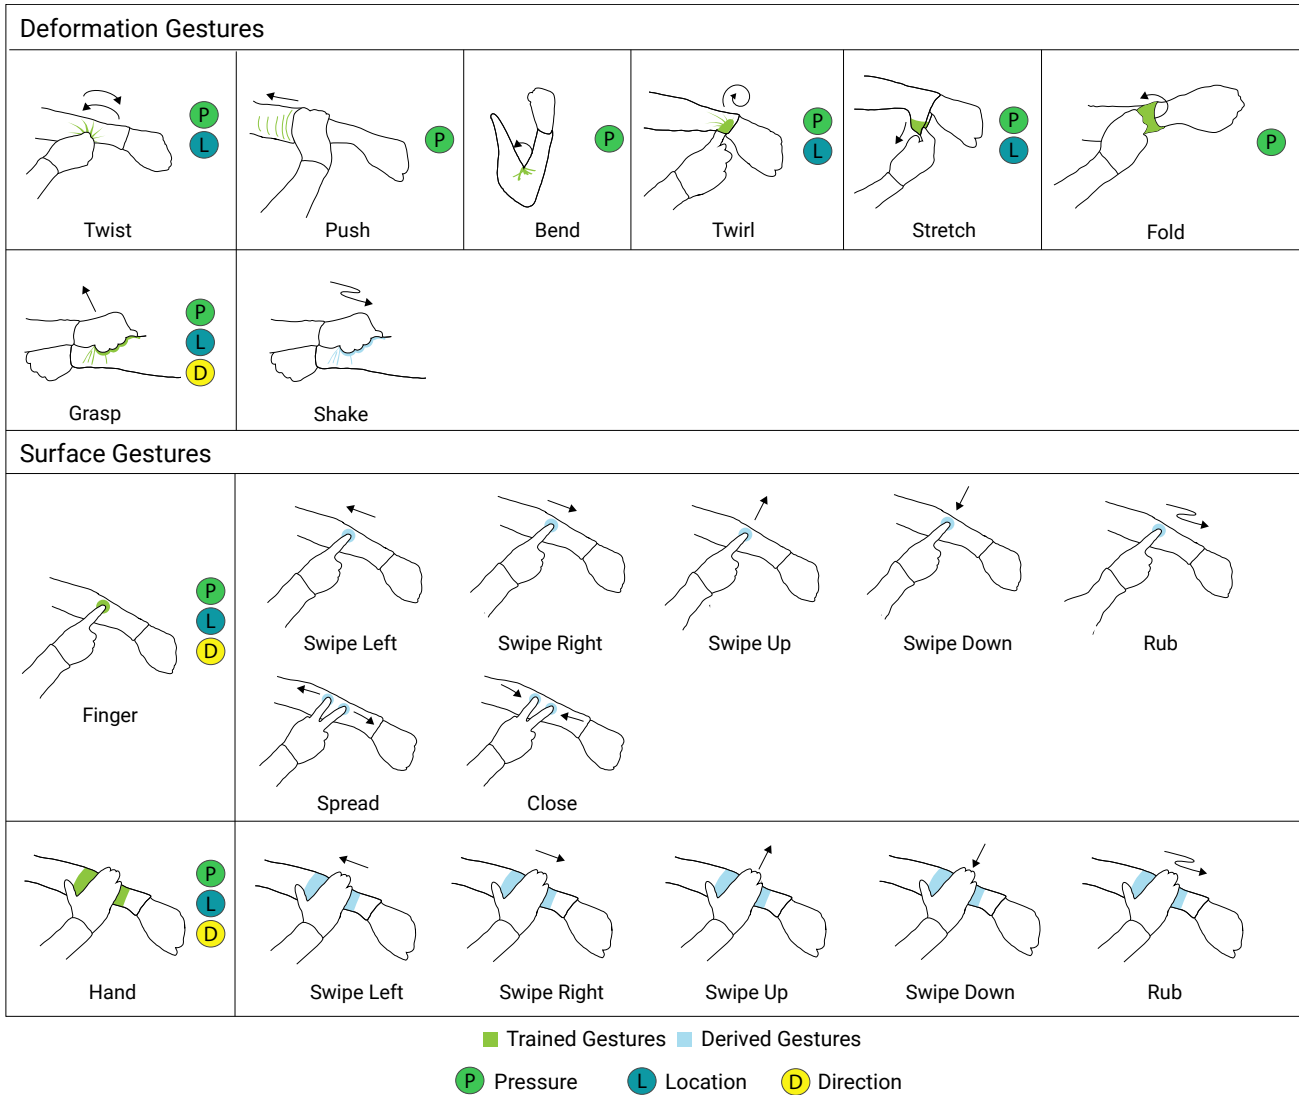 Deformation Gestures
P
L
Twist
P
Push
P
Bend
P
L
Twirl
P
L
Stretch
P
Fold
P
L
D
Grasp
Shake
Surface Gestures
P
L
D
Finger
Swipe Left
Swipe Right
Swipe Up
Swipe Down
Rub
Spread
Close
P
L
D
Hand
Swipe Left
Swipe Right
Swipe Up
Swipe Down
Rub
Trained Gestures
Derived Gestures
P Pressure
L Location
D Direction